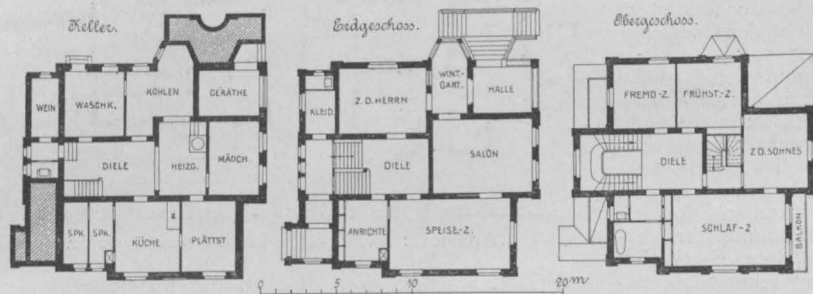 Keller.
WEIN
WASCHK.
KOHLEN
GERÄTHE
DIELE
HEIZG.
MÄDCH.
SPK.
SPK.
KÜCHE
PLÄTTST.
Erdgeschoss.
KLEID.
Z. D. HERRN
WINT.-
GART.
HALLE
DIELE
SALON
ANRICHTE
SPEISE-Z.
Obergeschoss.
FREMD-Z.
FRÜHST.-Z.
DIELE
Z. D. SOHNES
SCHLAF-Z
BALKON
0 5 10 20 m